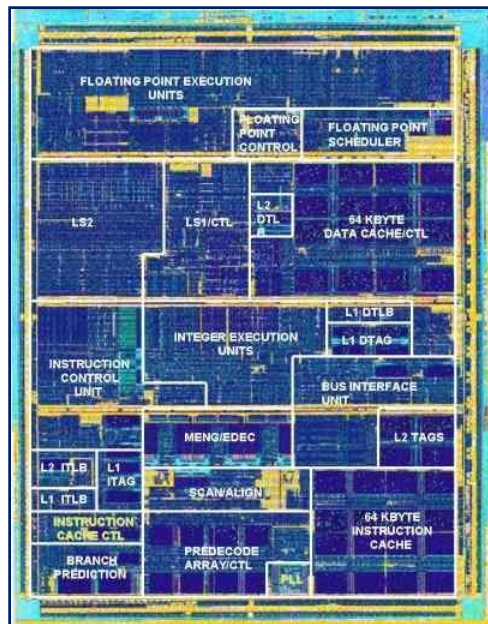 FLOATING POINT EXECUTION
UNITS
FLOATING
POINT
CONTROL
FLOATING POINT
SCHEDULER
LS2
LS1/CTL
L2
DTL
B
64 KBYTE
DATA CACHE/CTL
L1 DTLB
L1 DTAG
INTEGER EXECUTION
UNITS
INSTRUCTION
CONTROL
UNIT
BUS INTERFACE
UNIT
MENG/EDEC
L2 TAGS
L2 ITLB
L1
ITAG
L1 ITLB
SCAN/ALIGN
INSTRUCTION
CACHE CTL
64 KBYTE
INSTRUCTION
CACHE
BRANCH
PREDICTION
PREDECODE
ARRAY/CTL
PLL